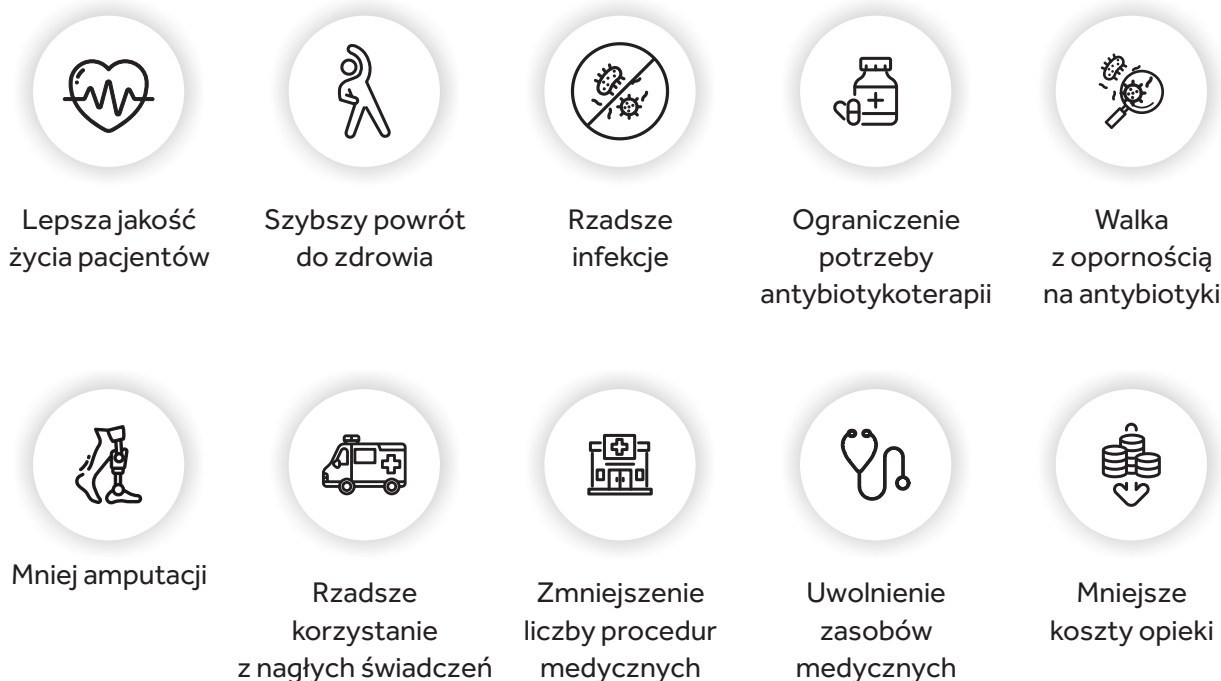 Lepsza jakość
życia pacjentów
Szybszy powrót
do zdrowia
Rzadsze
infekcje
Ograniczenie
potrzeby
antybiotykoterapii
Walka
z opornością
na antybiotyki
Mniej amputacji
Rzadsze
korzystanie
z nagłych świadczeń
Zmniejszenie
liczby procedur
medycznych
Uwolnienie
zasobów
medycznych
Mniejsze
koszty opieki